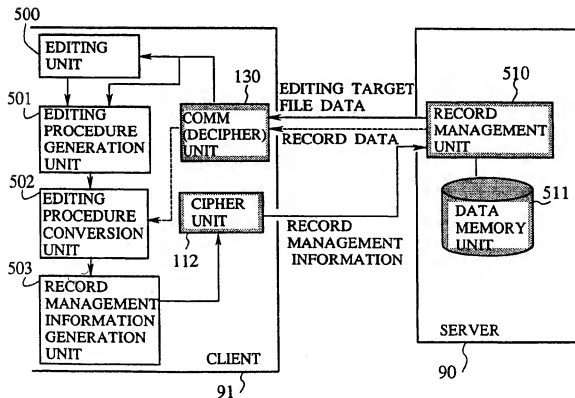 500
EDITING
UNIT
501
EDITING
PROCEDURE
GENERATION
UNIT
502
EDITING
PROCEDURE
CONVERSION
UNIT
503
RECORD
MANAGEMENT
INFORMATION
GENERATION
UNIT
130
COMM
(DECIPHER)
UNIT
CIPHER
UNIT
112
CLIENT
91
EDITING TARGET
FILE DATA
RECORD DATA
RECORD
MANAGEMENT
INFORMATION
510
RECORD
MANAGEMENT
UNIT
511
DATA
MEMORY
UNIT
SERVER
90